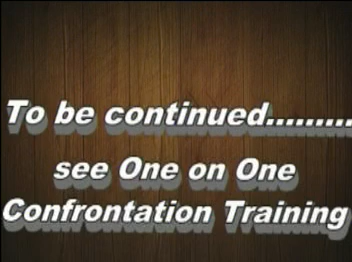 To be continued.........
see One on One
Confrontation Training